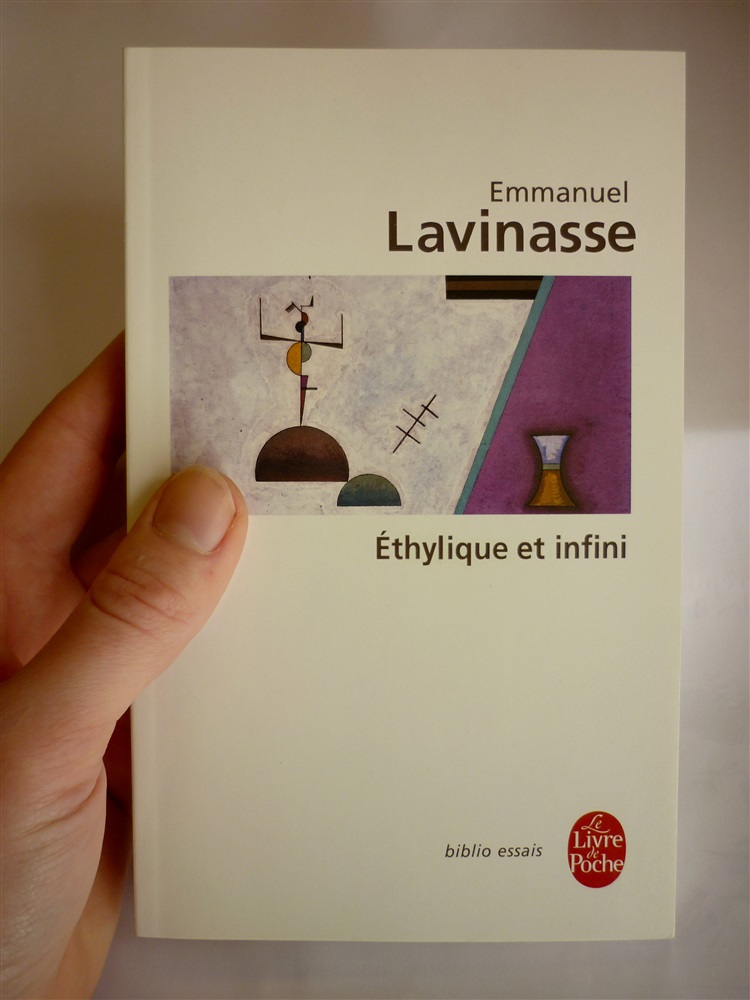 Emmanuel
Lavinasse
Éthylique et infini
biblio essais
Le
Livre
de
Poche